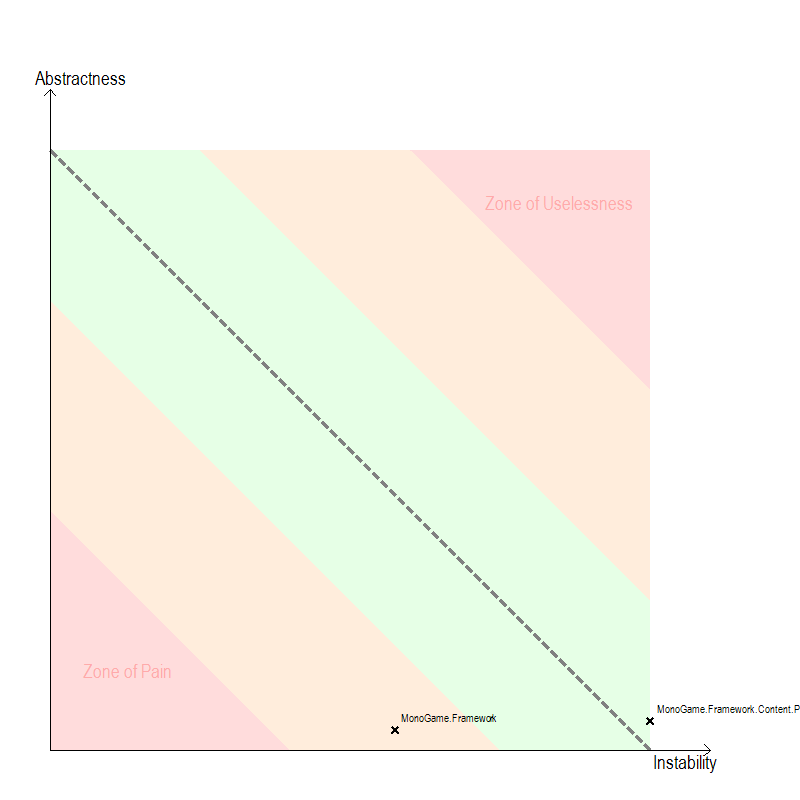 Abstractness
Zone of Uselessness
Zone of Pain
MonoGame.Framework.Content.P
MonoGame.Framework
Instability